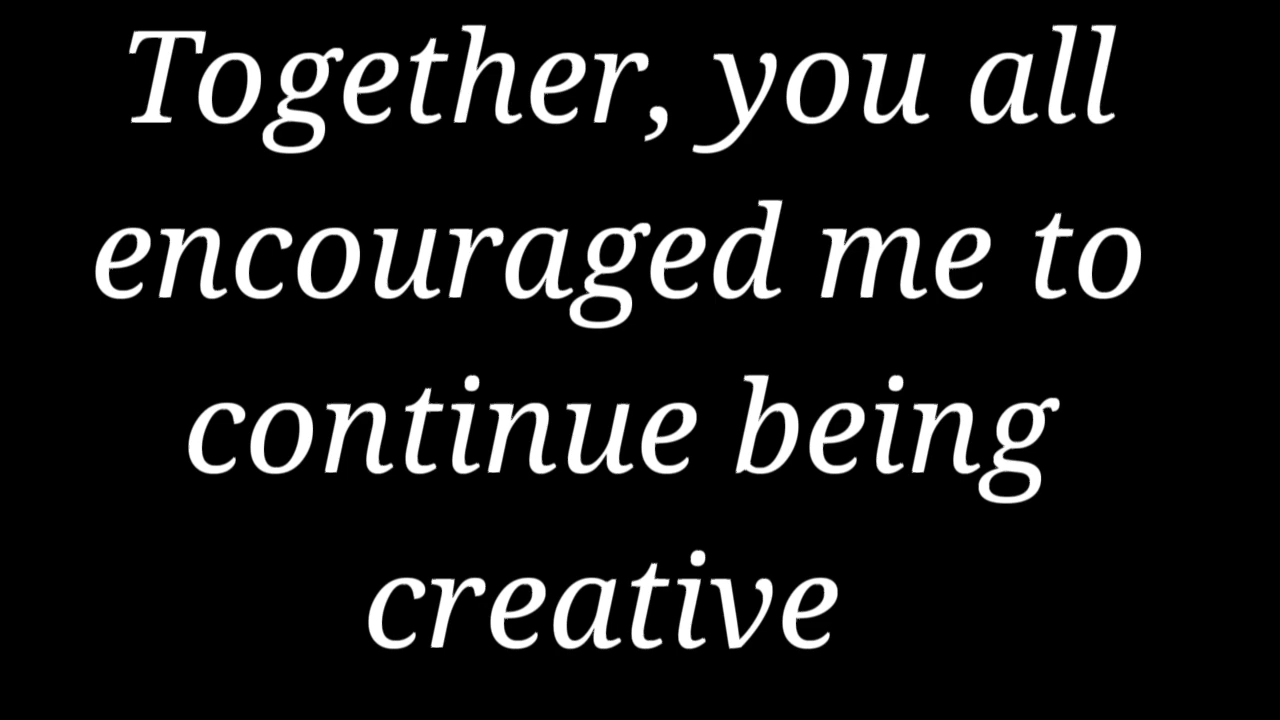 Together, you all
encouraged me to
continue being
creative